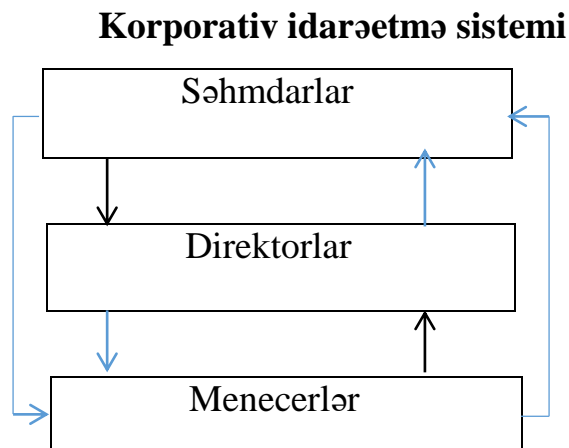 Korporativ idarəetmə sistemi
Səhmdarlar
Direktorlar
Menecerlər